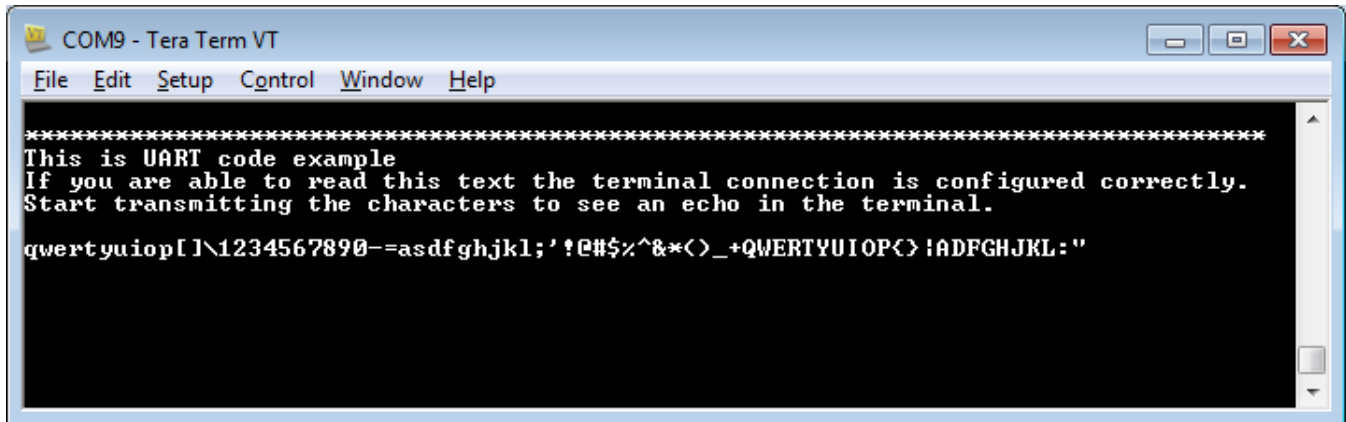 COM9 - Tera Term VT
File Edit Setup Control Window Help
***********************************************************************************
This is UART code example
If you are able to read this text the terminal connection is configured correctly.
Start transmitting the characters to see an echo in the terminal.
qwertyuiop[]\1234567890-=asdfghjkl;'!@#$%^&*()_+QWERTYUIOP{}|ADFGHJKL:"